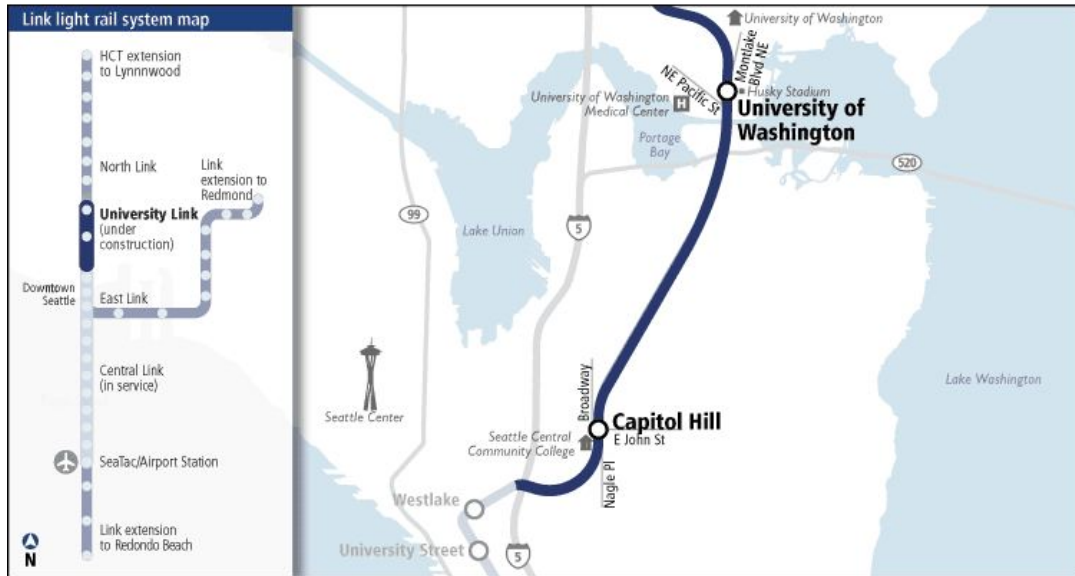 Link light rail system map
HCT extension
to Lynnnwood
North Link
Link
extension to
Redmond
University Link
(under
construction)
Downtown
Seattle
East Link
Central Link
(in service)
SeaTac/Airport Station
Link extension
to Redondo Beach
N
University of Washington
Montlake
Blvd NE
NE Pacific St
Husky Stadium
University of Washington
Medical Center
H
University of
Washington
Portage
Bay
520
99
5
Lake Union
Lake Washington
Seattle Center
Broadway
Capitol Hill
E John St
Seattle Central
Community College
Nagle Pl
Westlake
University Street
5